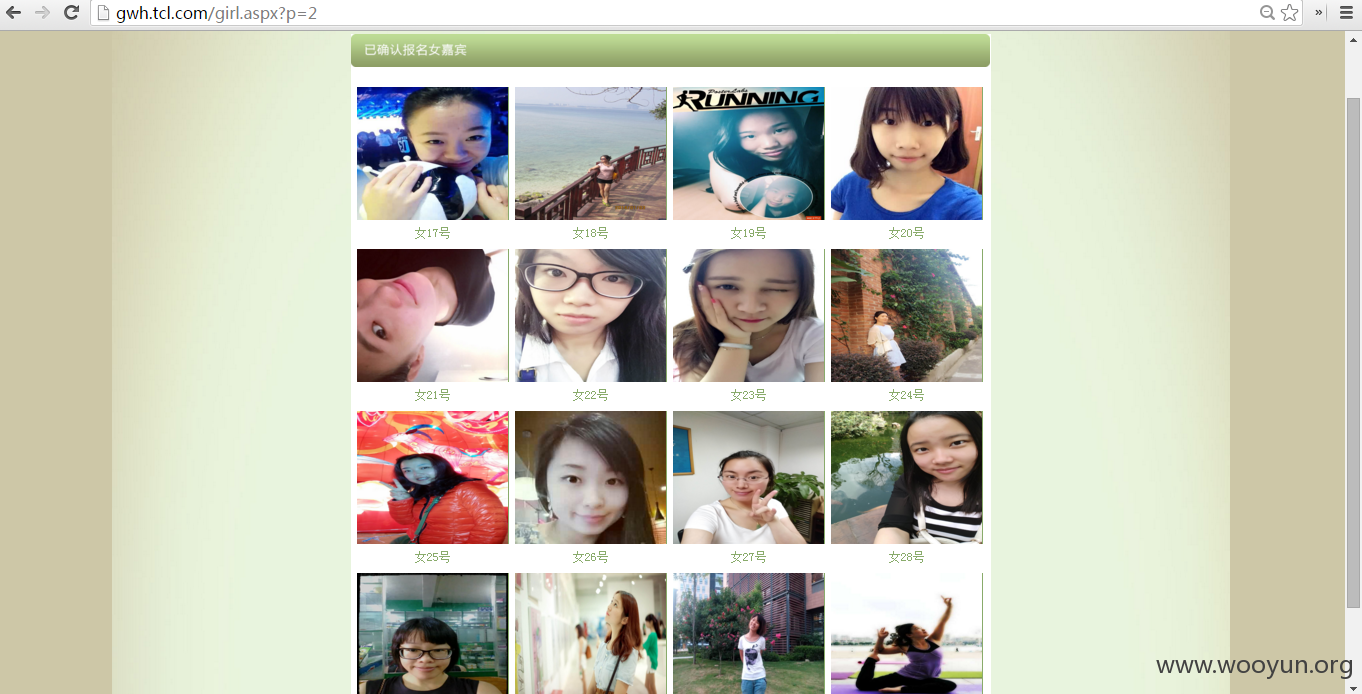 gwh.tcl.com/girl.aspx?p=2
已确认报名女嘉宾
RUNNING
女17号 女18号 女19号 女20号
女21号 女22号 女23号 女24号
女25号 女26号 女27号 女28号
www.wooyun.org